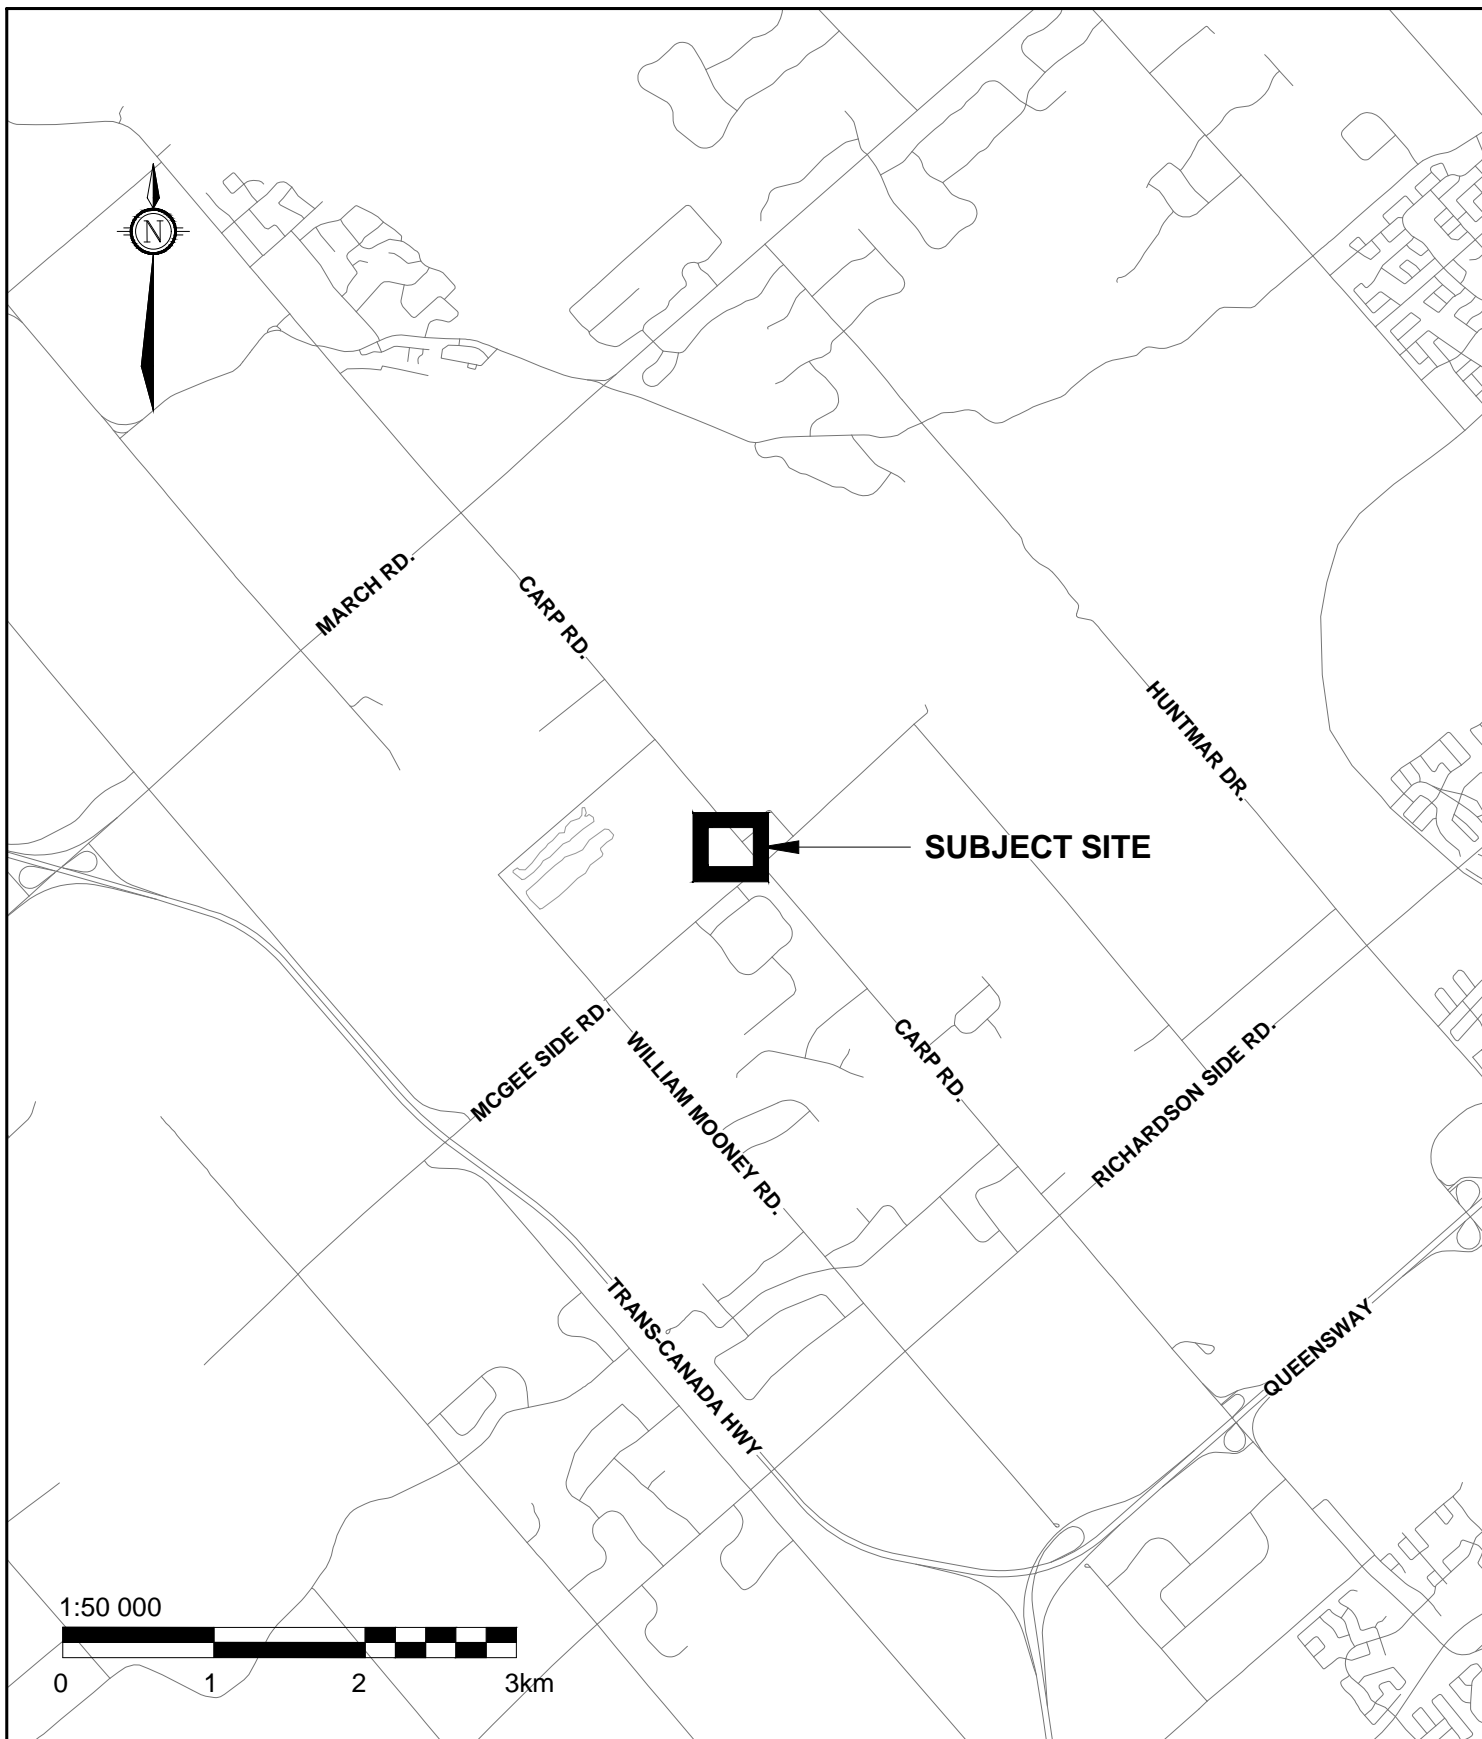 N
MARCH RD.
CARP RD.
HUNTMAR DR.
SUBJECT SITE
MCGEE SIDE RD.
WILLIAM MOONEY RD.
CARP RD.
RICHARDSON SIDE RD.
TRANS-CANADA HWY
QUEENSWAY
1:50 000
0 1 2 3km